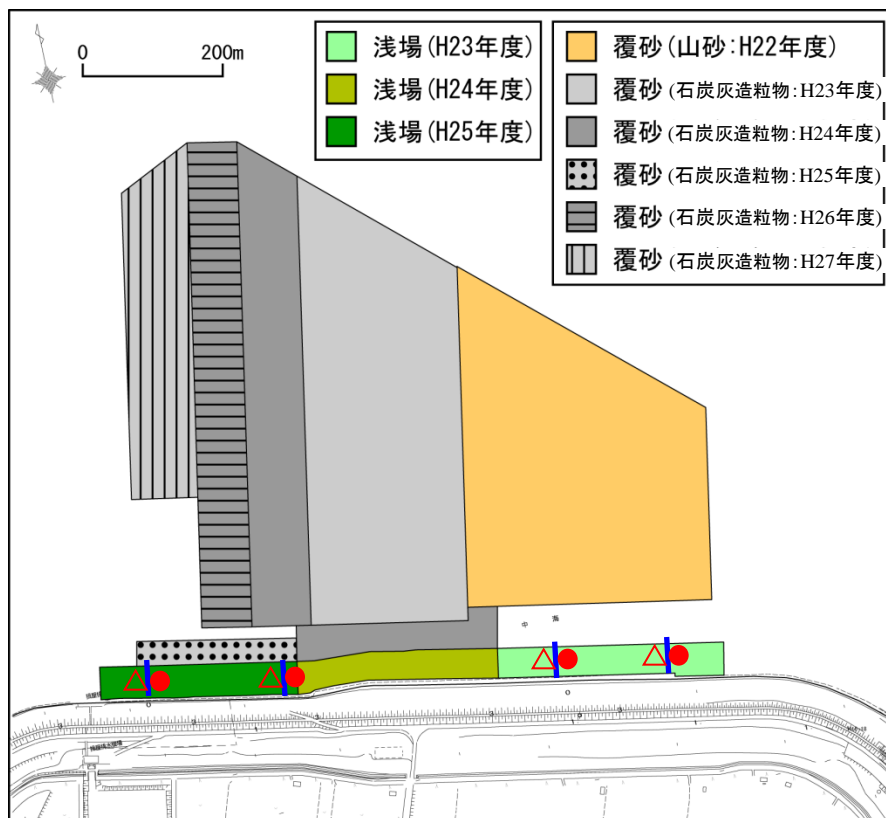 0 200m
浅場(H23年度)
浅場(H24年度)
浅場(H25年度)
覆砂(山砂:H22年度)
覆砂(石炭灰造粒物:H23年度)
覆砂(石炭灰造粒物:H24年度)
覆砂(石炭灰造粒物:H25年度)
覆砂(石炭灰造粒物:H26年度)
覆砂(石炭灰造粒物:H27年度)
中 海